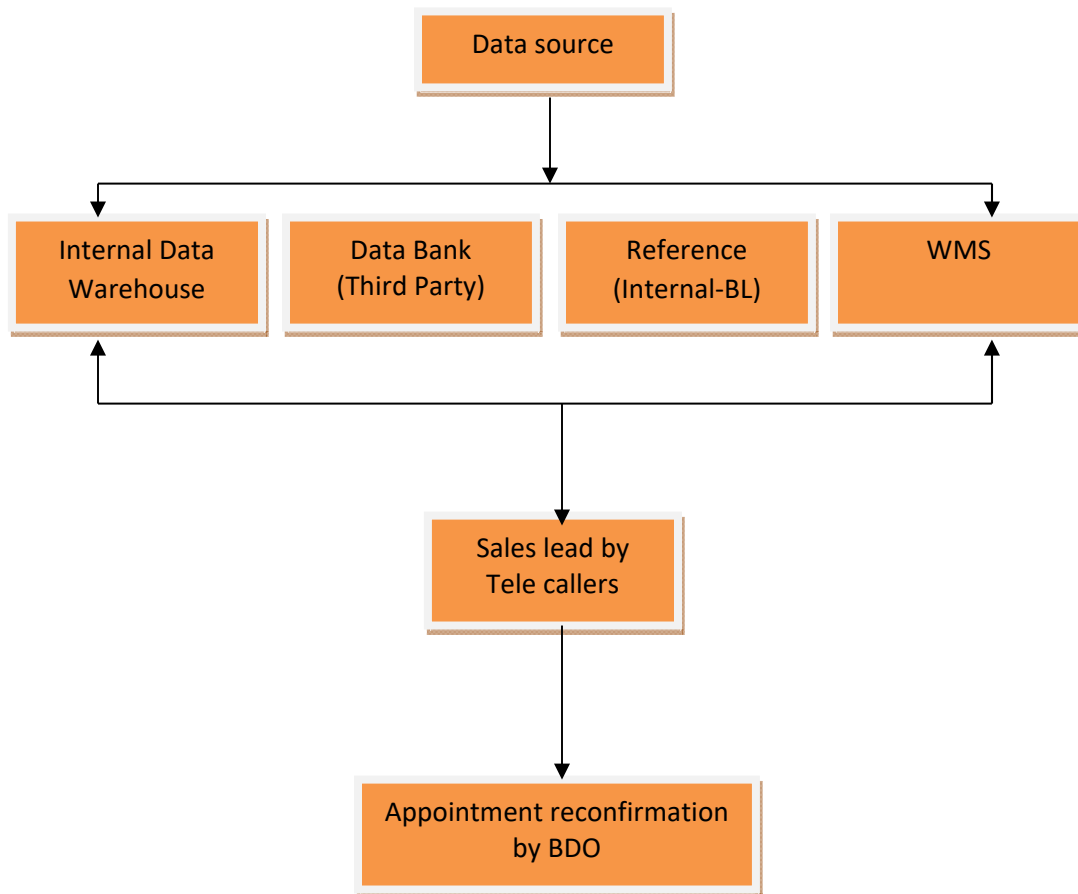 Data source
Internal Data
Warehouse
Data Bank
(Third Party)
Reference
(Internal-BL)
WMS
Sales lead by
Tele callers
Appointment reconfirmation
by BDO